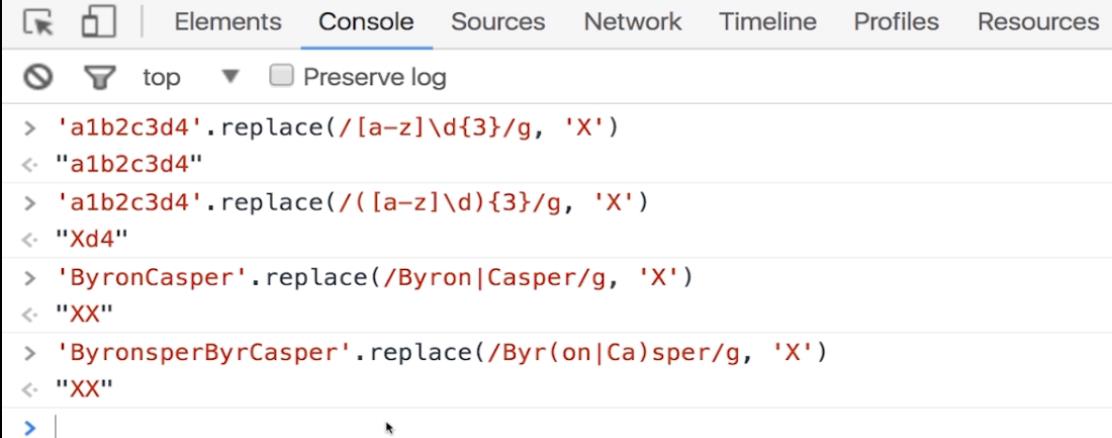 Elements Console Sources Network Timeline Profiles Resources
top Preserve log
> 'a1b2c3d4'.replace(/[a-z]\d{3}/g, 'X')
< "a1b2c3d4"
> 'a1b2c3d4'.replace(/([a-z]\d){3}/g, 'X')
< "Xd4"
> 'ByronCasper'.replace(/Byron|Casper/g, 'X')
< "XX"
> 'ByronsperByrCasper'.replace(/Byr(on|Ca)sper/g, 'X')
< "XX"
>